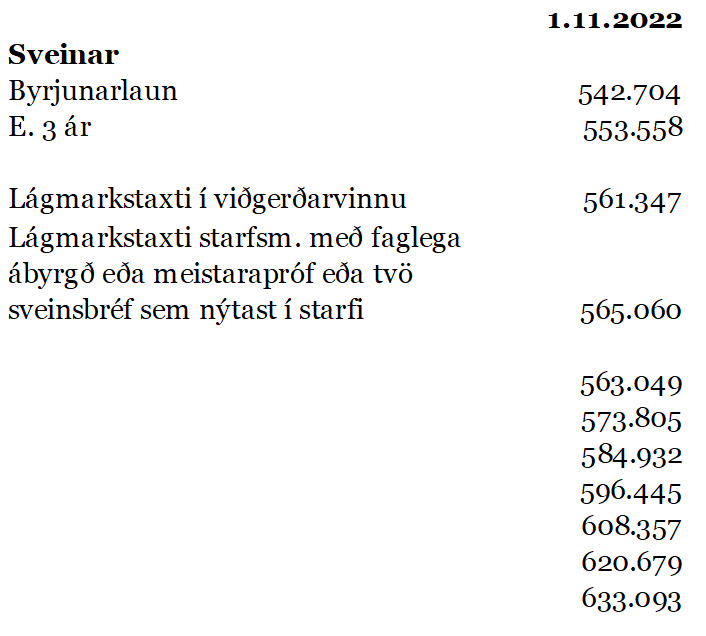 1.11.2022
Sveinar
Byrjunarlaun 542.704
E. 3 ár 553.558
Lágmarkstaxti í viðgerðarvinnu 561.347
Lágmarkstaxti starfsm. með faglega
ábyrgð eða meistarapróf eða tvö
sveinsbréf sem nýtast í starfi 565.060
563.049
573.805
584.932
596.445
608.357
620.679
633.093